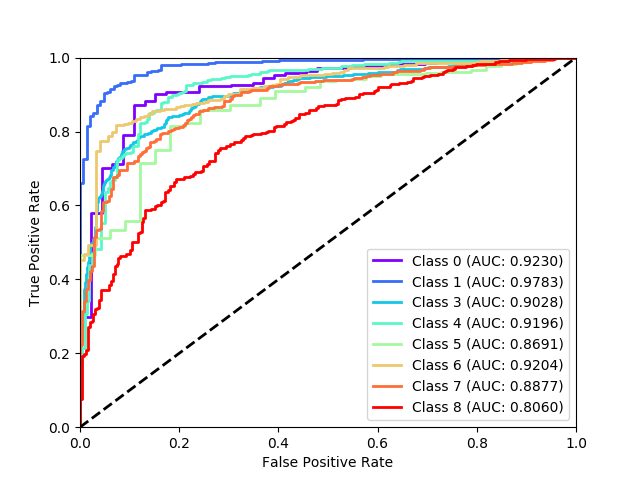 1.0
0.8
0.6
0.4
0.2
0.0
True Positive Rate
Class 0 (AUC: 0.9230)
Class 1 (AUC: 0.9783)
Class 3 (AUC: 0.9028)
Class 4 (AUC: 0.9196)
Class 5 (AUC: 0.8691)
Class 6 (AUC: 0.9204)
Class 7 (AUC: 0.8877)
Class 8 (AUC: 0.8060)
0.0 0.2 0.4 0.6 0.8 1.0
False Positive Rate